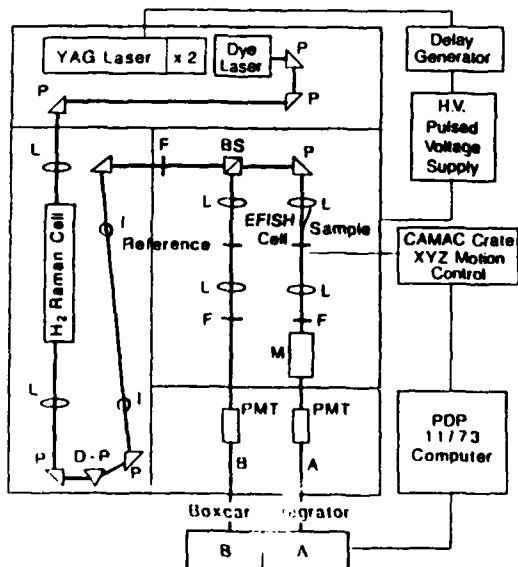 YAG Laser x 2
Dye
Laser
Delay
Generator
P
P
P
H.V.
Pulsed
Voltage
Supply
L
F
BS
P
I
L
EFISH
Cell
L
Sample
Reference
H2 Raman Cell
CAMAC Crate
XYZ Motion
Control
L
L
F
F
M
L
I
PMT
PMT
PDP
11/73
Computer
P
D-P
P
B
A
Boxcar
B
A